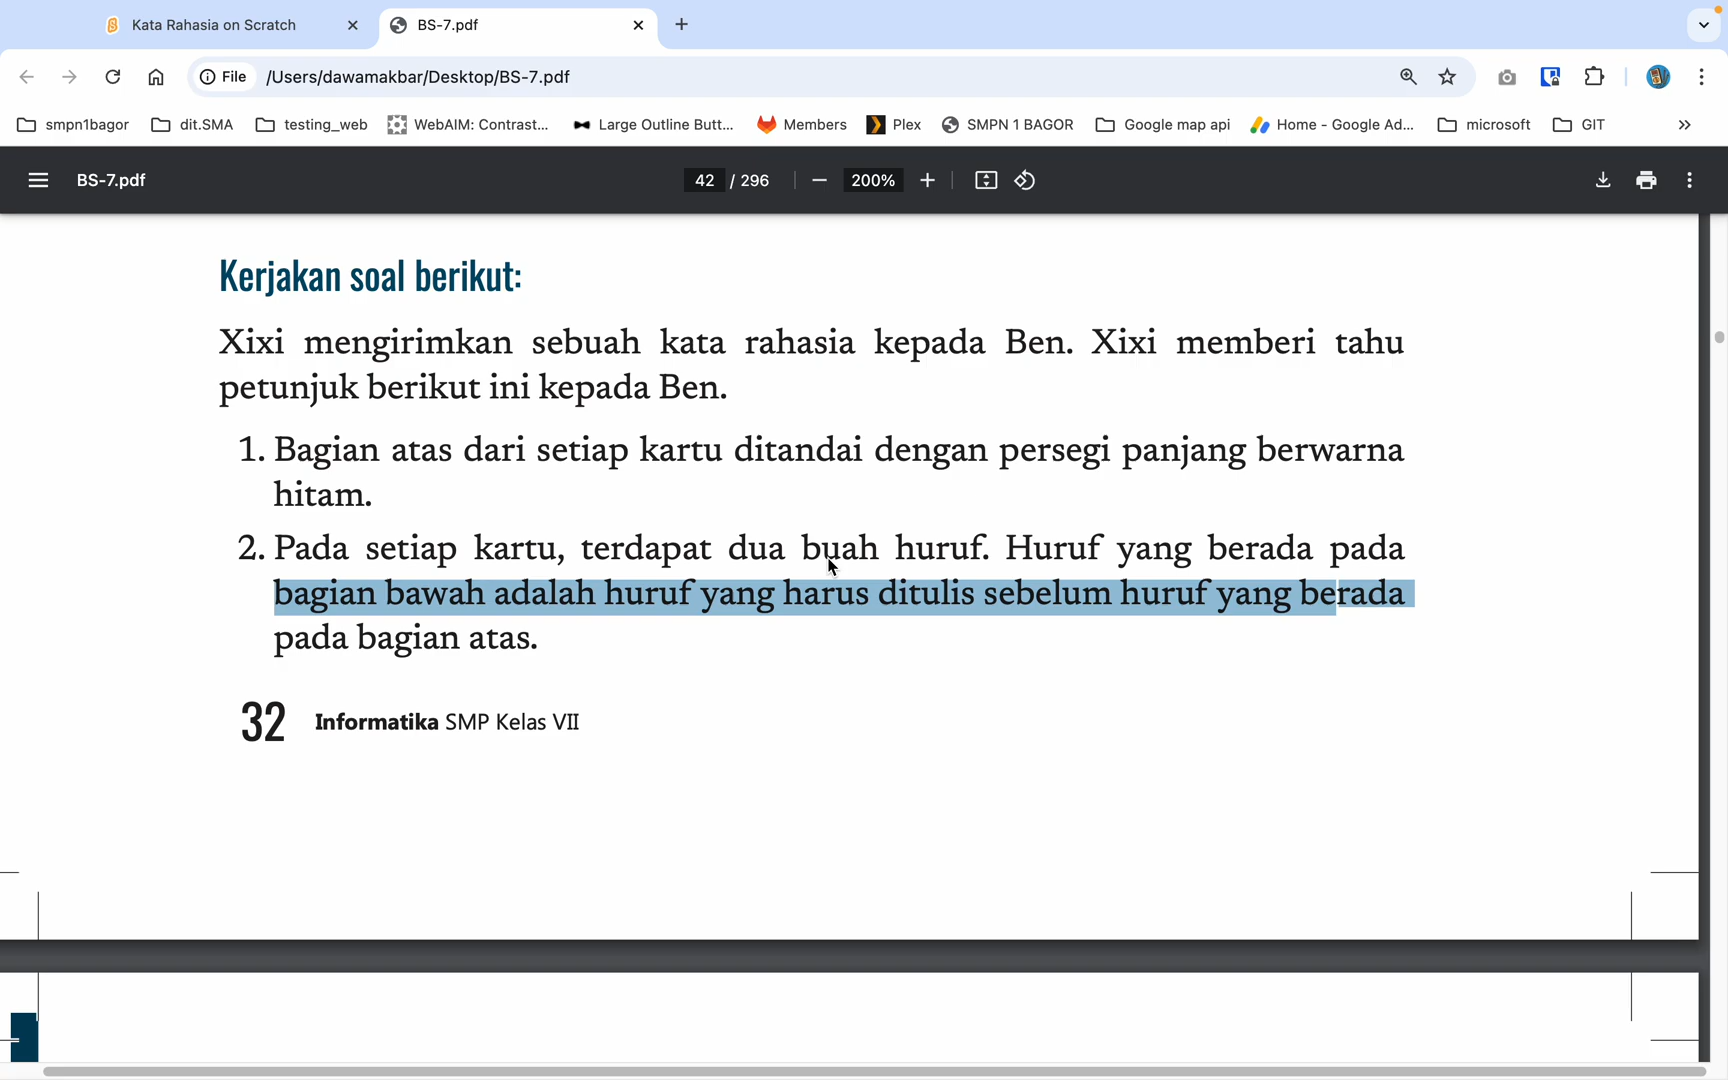 Kata Rahasia on Scratch
BS-7.pdf
File
/Users/dawamakbar/Desktop/BS-7.pdf
smpn1bagor
dit.SMA
testing_web
WebAIM: Contrast...
Large Outline Butt...
Members
Plex
SMPN 1 BAGOR
Google map api
Home - Google Ad...
microsoft
GIT
BS-7.pdf
42 / 296
200%
Kerjakan soal berikut:
Xixi mengirimkan sebuah kata rahasia kepada Ben. Xixi memberi tahu
petunjuk berikut ini kepada Ben.
1. Bagian atas dari setiap kartu ditandai dengan persegi panjang berwarna
hitam.
2. Pada setiap kartu, terdapat dua buah huruf. Huruf yang berada pada
bagian bawah adalah huruf yang harus ditulis sebelum huruf yang berada
pada bagian atas.
32 Informatika SMP Kelas VII